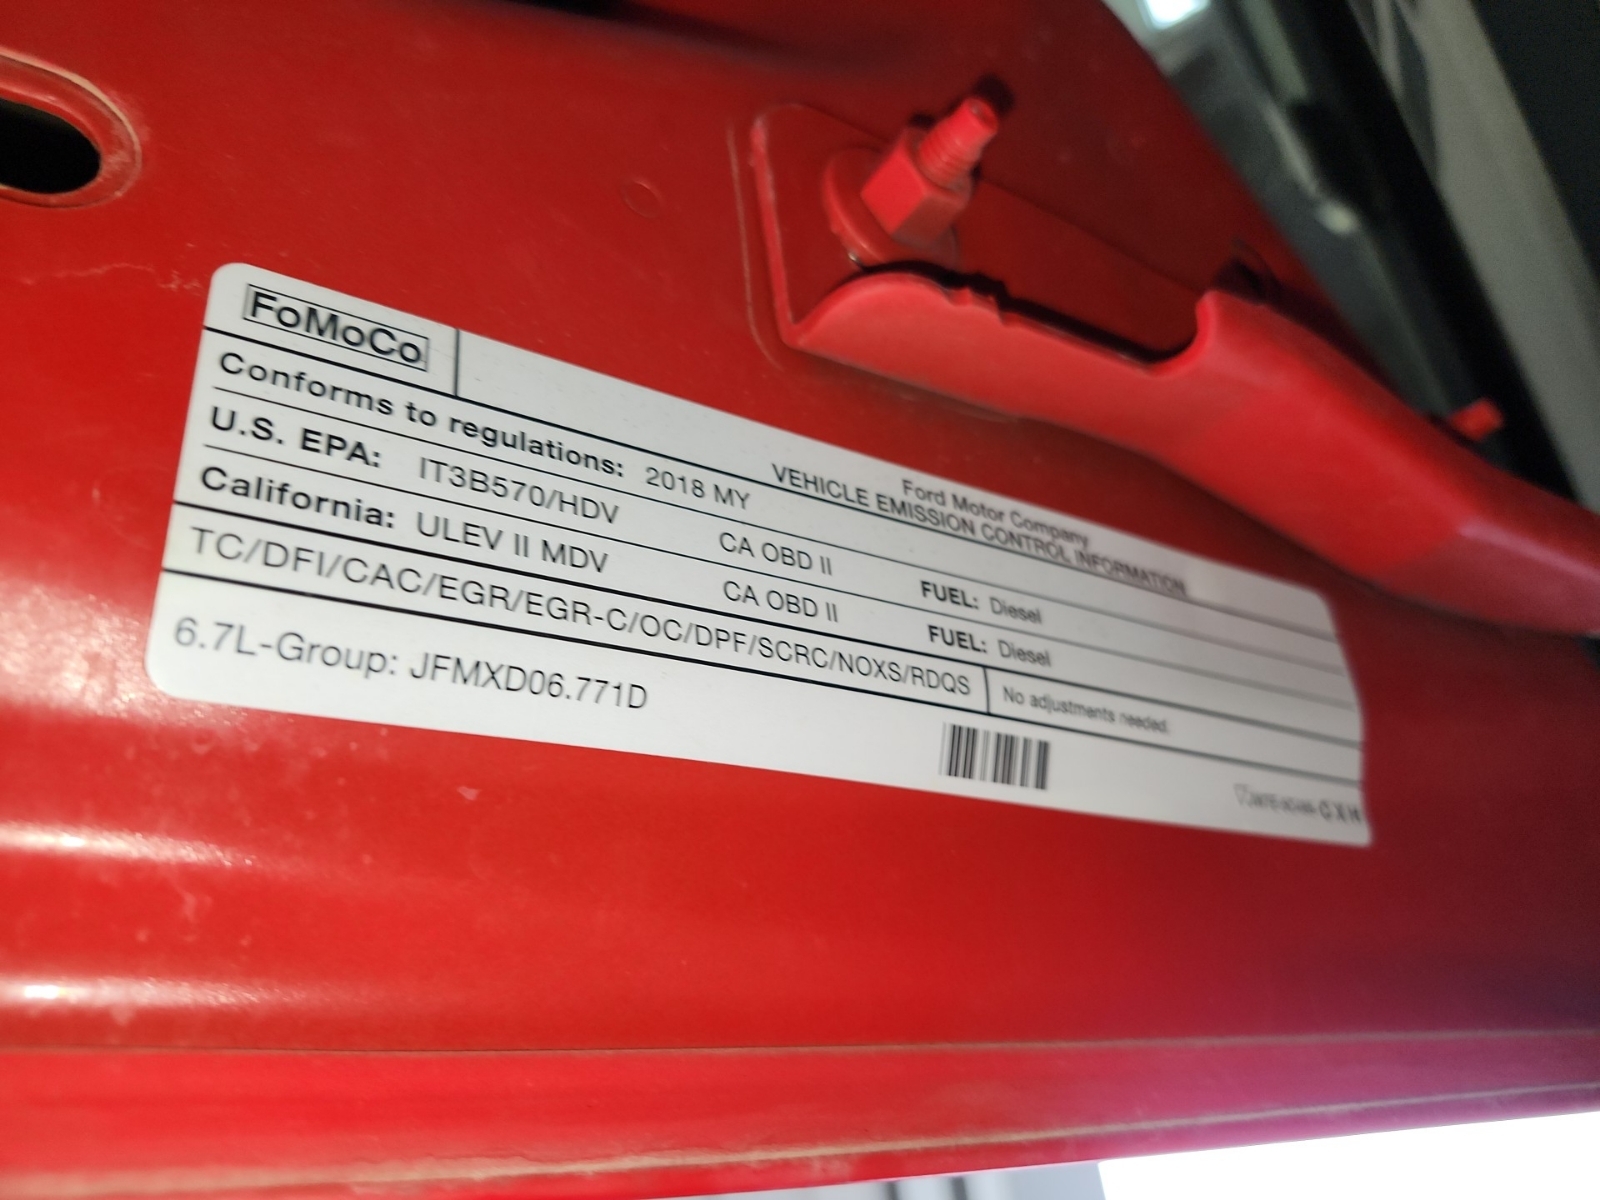 FoMoCo
Ford Motor Company
VEHICLE EMISSION CONTROL INFORMATION
Conforms to regulations: 2018 MY
U.S. EPA: IT3B570/HDV CA OBD II FUEL: Diesel
California: ULEV II MDV CA OBD II FUEL: Diesel
TC/DFI/CAC/EGR/EGR-C/OC/DPF/SCRC/NOXS/RDQS No adjustments needed.
6.7L-Group: JFMXD06.771D